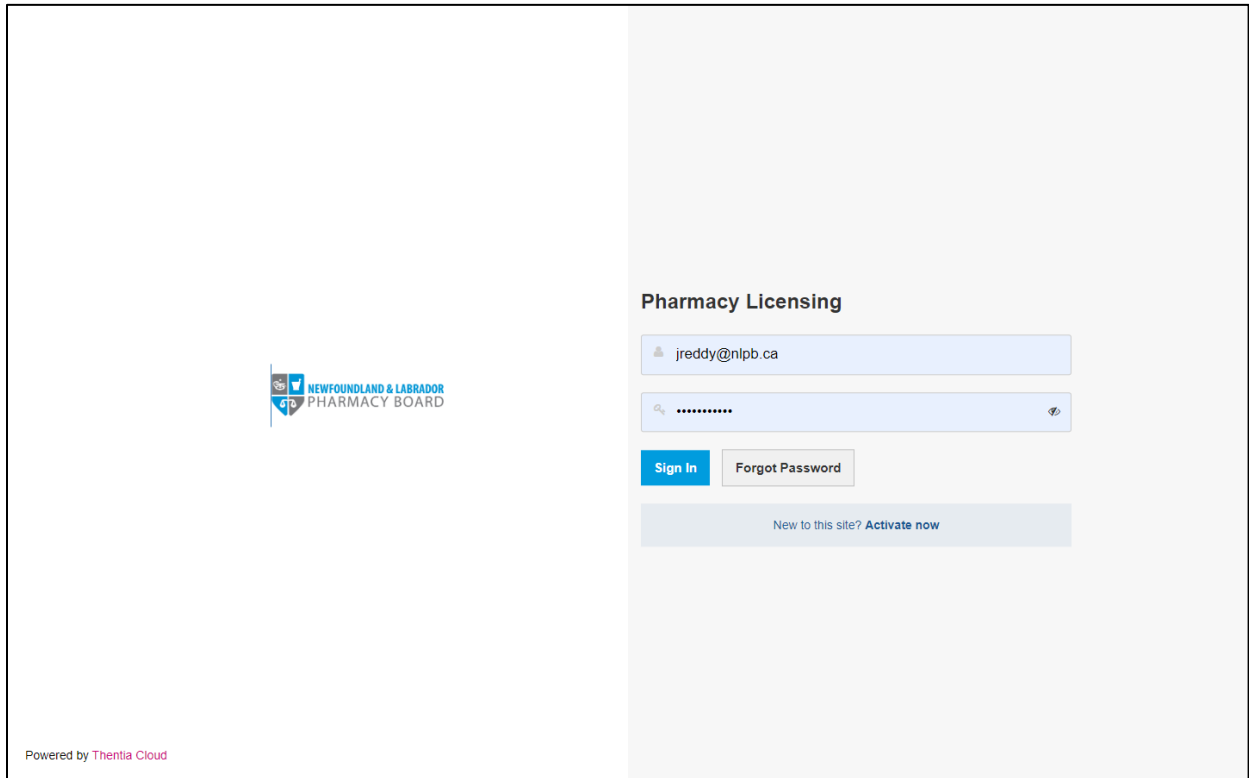 NEWFOUNDLAND & LABRADOR
PHARMACY BOARD
Powered by Thentia Cloud
Pharmacy Licensing
jreddy@nlpb.ca
•••••••••••
Sign In Forgot Password
New to this site? Activate now